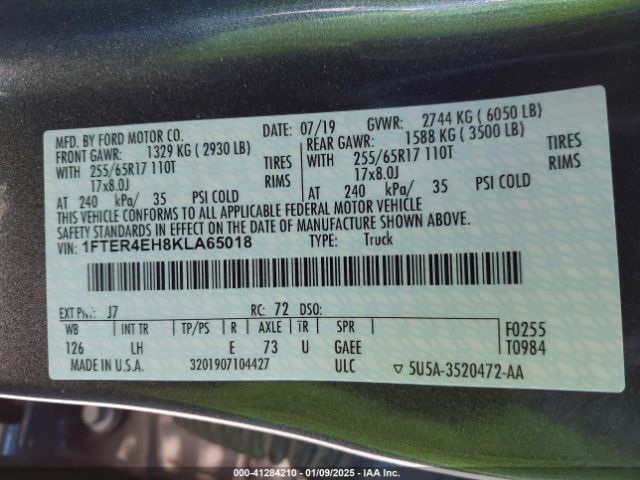 MFD. BY FORD MOTOR CO. DATE: 07/19 GVWR: 2744 KG ( 6050 LB)
FRONT GAWR: 1329 KG ( 2930 LB) REAR GAWR: 1588 KG ( 3500 LB)
WITH 255/65R17 110T TIRES WITH 255/65R17 110T TIRES
17x8.0J RIMS 17x8.0J RIMS
AT 240 kPa/ 35 PSI COLD AT 240 kPa/ 35 PSI COLD
THIS VEHICLE CONFORMS TO ALL APPLICABLE FEDERAL MOTOR VEHICLE
SAFETY STANDARDS IN EFFECT ON THE DATE OF MANUFACTURE SHOWN ABOVE.
VIN: 1FTER4EH8KLA65018 TYPE: Truck
EXT PNT: J7 RC: 72 DSO:
WB INT TR TP/PS R AXLE TR SPR F0255
126 LH E 73 U GAEE T0984
MADE IN U.S.A. 3201907104427 ULC ▽ 5U5A-3520472-AA
000-41284210 - 01/09/2025 - IAA Inc.